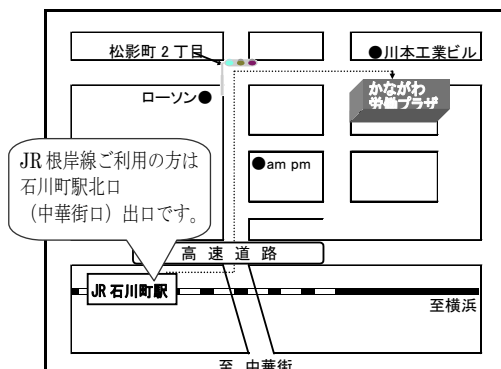 松影町2丁目
●川本工業ビル
ローソン●
かながわ
労働プラザ
JR根岸線ご利用の方は
石川町駅北口
(中華街口)出口です。
●am pm
高速道路
JR石川町駅
至横浜
至 中華街